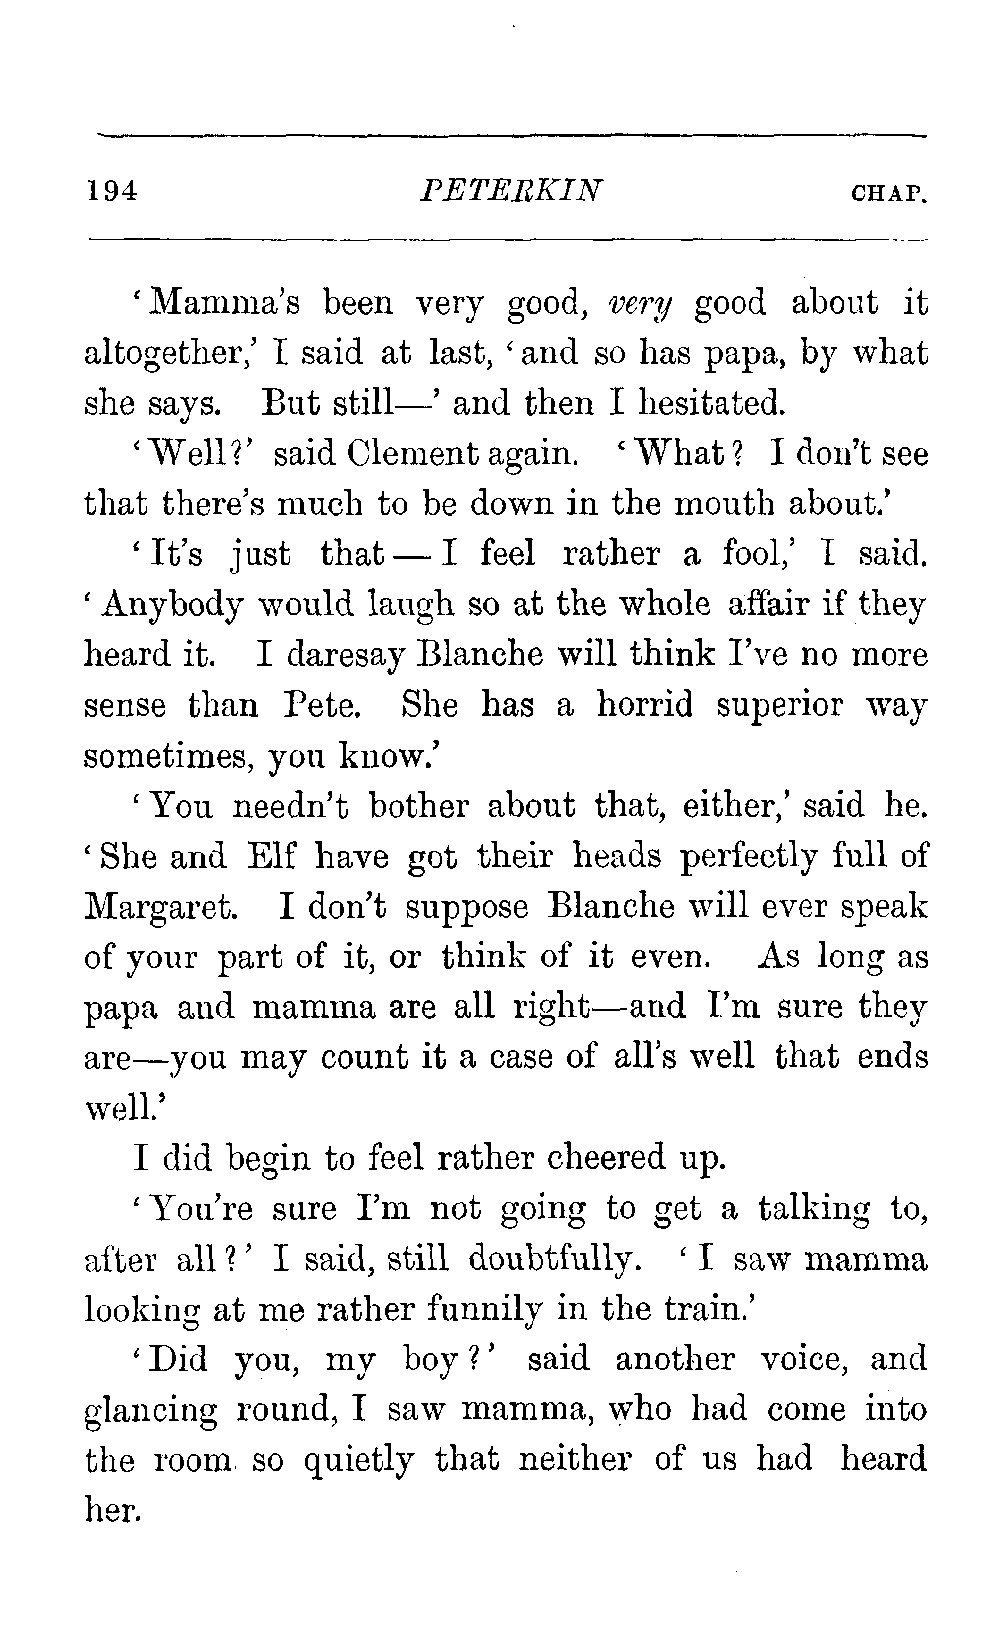 194 PETERKIN CHAP.
‘Mamma’s been very good, very good about it
altogether,’ I said at last, ‘and so has papa, by what
she says. But still—’ and then I hesitated.
‘Well?’ said Clement again. ‘What? I don’t see
that there’s much to be down in the mouth about.’
‘It’s just that—I feel rather a fool,’ I said.
‘Anybody would laugh so at the whole affair if they
heard it. I daresay Blanche will think I’ve no more
sense than Pete. She has a horrid superior way
sometimes, you know.’
‘You needn’t bother about that, either,’ said he.
‘She and Elf have got their heads perfectly full of
Margaret. I don’t suppose Blanche will ever speak
of your part of it, or think of it even. As long as
papa and mamma are all right—and I’m sure they
are—you may count it a case of all’s well that ends
well.’
I did begin to feel rather cheered up.
‘You’re sure I’m not going to get a talking to,
after all?’ I said, still doubtfully. ‘I saw mamma
looking at me rather funnily in the train.’
‘Did you, my boy?’ said another voice, and
glancing round, I saw mamma, who had come into
the room so quietly that neither of us had heard
her.